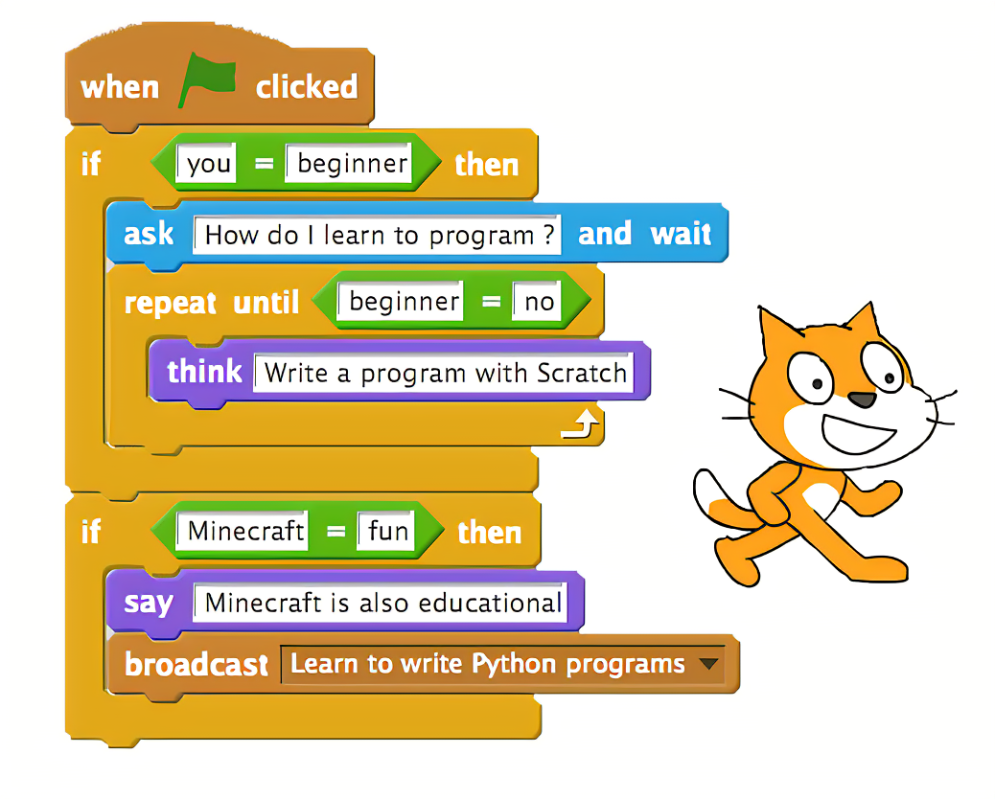 when clicked
if you = beginner then
ask How do I learn to program ? and wait
repeat until beginner = no
think Write a program with Scratch
if Minecraft = fun then
say Minecraft is also educational
broadcast Learn to write Python programs